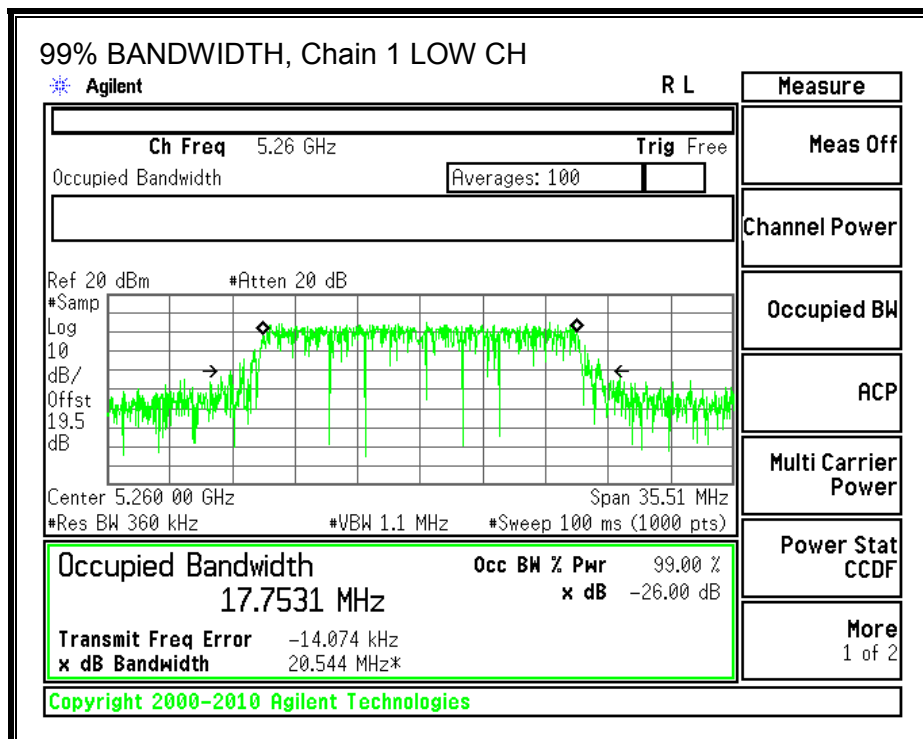 99% BANDWIDTH, Chain 1 LOW CH
Agilent R L
Measure
Ch Freq 5.26 GHz Trig Free
Meas Off
Occupied Bandwidth Averages: 100
Channel Power
Ref 20 dBm #Atten 20 dB
#Samp
Log
10
dB/
Offst
19.5
dB
Occupied BW
ACP
Center 5.260 00 GHz Span 35.51 MHz
#Res BW 360 kHz #VBW 1.1 MHz #Sweep 100 ms (1000 pts)
Multi Carrier
Power
Occupied Bandwidth Occ BW % Pwr 99.00 %
17.7531 MHz x dB -26.00 dB
Power Stat
CCDF
Transmit Freq Error -14.074 kHz
x dB Bandwidth 20.544 MHz*
More
1 of 2
Copyright 2000-2010 Agilent Technologies